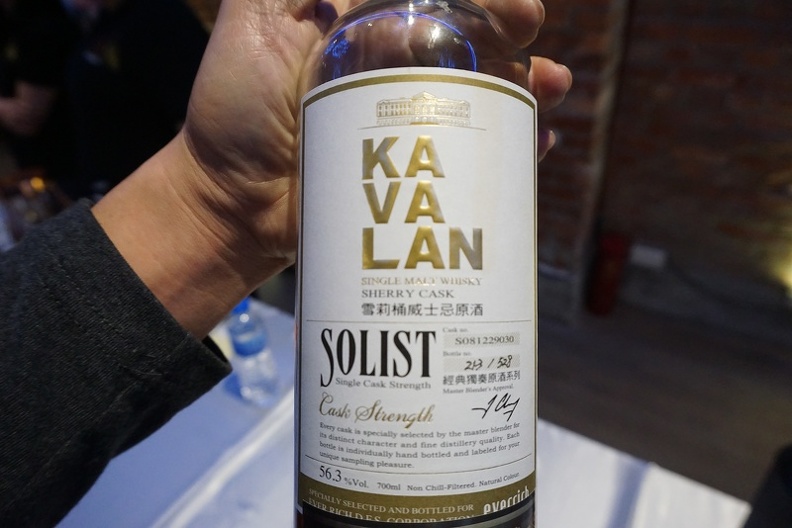 KA
VA
LAN
SINGLE MALT WHISKY
SHERRY CASK
雪莉桶威士忌原酒
SOLIST
Single Cask Strength
Cask no.
S081229030
Bottle no.
213 / 528
經典獨奏原酒系列
Master Blender's Approval
Cask Strength
Every cask is specially selected by the master blender for
its distinct character and fine distillery quality. Each
bottle is individually hand bottled and labeled for your
unique sampling pleasure.
56.3 %Vol. 700ml Non Chill-Filtered. Natural Colour.
SPECIALLY SELECTED AND BOTTLED FOR
EVER RICH D.F.S. CORPORATION everrich